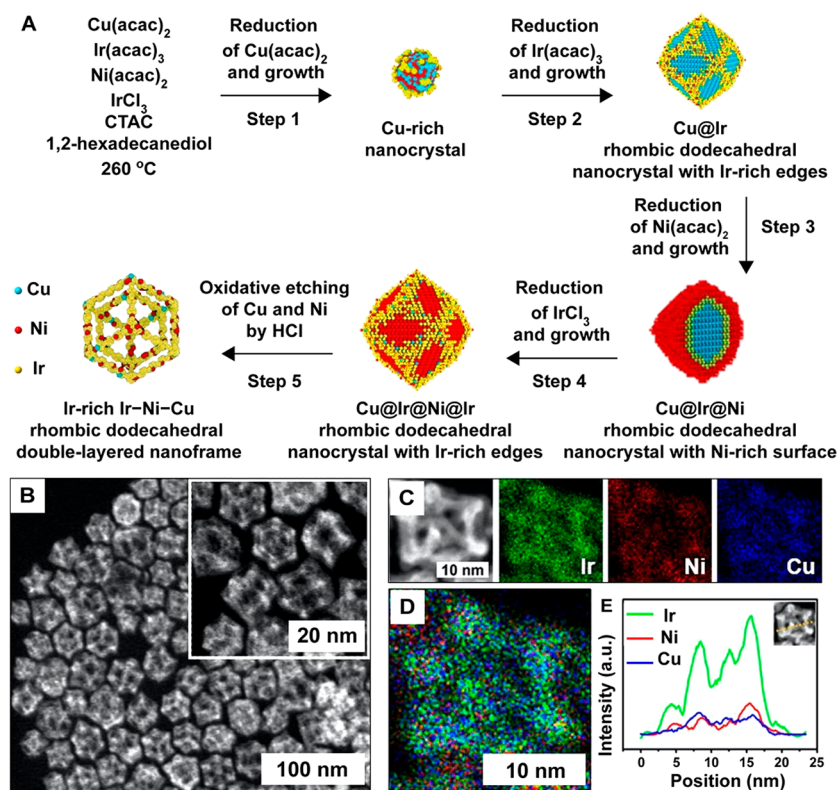 A
Cu(acac)₂
Ir(acac)₃
Ni(acac)₂
IrCl₃
CTAC
1,2-hexadecanediol
260 °C
Reduction
of Cu(acac)₂
and growth
Step 1
Cu-rich
nanocrystal
Reduction
of Ir(acac)₃
and growth
Step 2
Cu@Ir
rhombic dodecahedral
nanocrystal with Ir-rich edges
Reduction
of Ni(acac)₂
and growth
Step 3
Cu@Ir@Ni
rhombic dodecahedral
nanocrystal with Ni-rich surface
Reduction
of IrCl₃
and growth
Step 4
Cu@Ir@Ni@Ir
rhombic dodecahedral
nanocrystal with Ir-rich edges
Oxidative etching
of Cu and Ni
by HCl
Step 5
Cu
Ni
Ir
Ir-rich Ir−Ni−Cu
rhombic dodecahedral
double-layered nanoframe
B
20 nm
100 nm
C
10 nm
Ir
Ni
Cu
D
10 nm
E
Ir
Ni
Cu
Intensity (a.u.)
0 5 10 15 20 25
Position (nm)